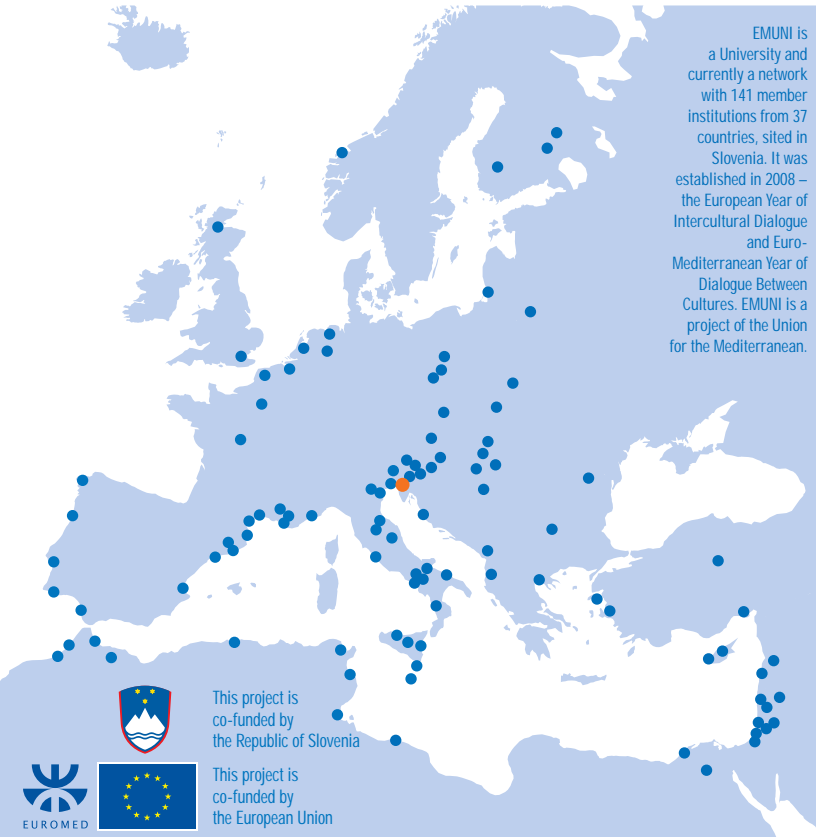 EMUNI is
a University and
currently a network
with 141 member
institutions from 37
countries, sited in
Slovenia. It was
established in 2008 –
the European Year of
Intercultural Dialogue
and Euro-
Mediterranean Year of
Dialogue Between
Cultures. EMUNI is a
project of the Union
for the Mediterranean.
This project is
co-funded by
the Republic of Slovenia
This project is
co-funded by
the European Union
EUROMED